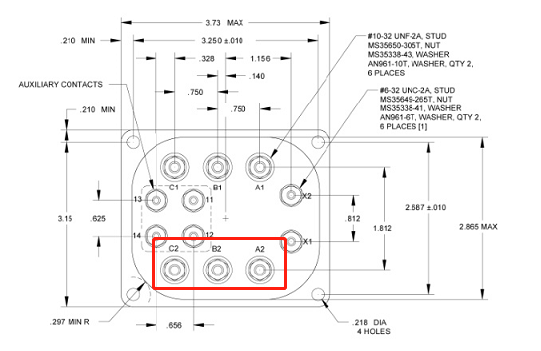 3.73 MAX
.210 MIN
3.250 ±.010
.328
1.156
.140
.750
.750
#10-32 UNF-2A, STUD
MS35650-305T, NUT
MS35338-43, WASHER
AN961-10T, WASHER, QTY 2,
6 PLACES
AUXILIARY CONTACTS
#6-32 UNC-2A, STUD
MS35649-265T, NUT
MS35338-41, WASHER
AN961-6T, WASHER, QTY 2,
6 PLACES [1]
.210 MIN
C1
B1
A1
13
11
X2
3.15
.625
.812
1.812
2.587 ±.010
2.865 MAX
14
12
X1
C2
B2
A2
.297 MIN R
.656
.218 DIA
4 HOLES